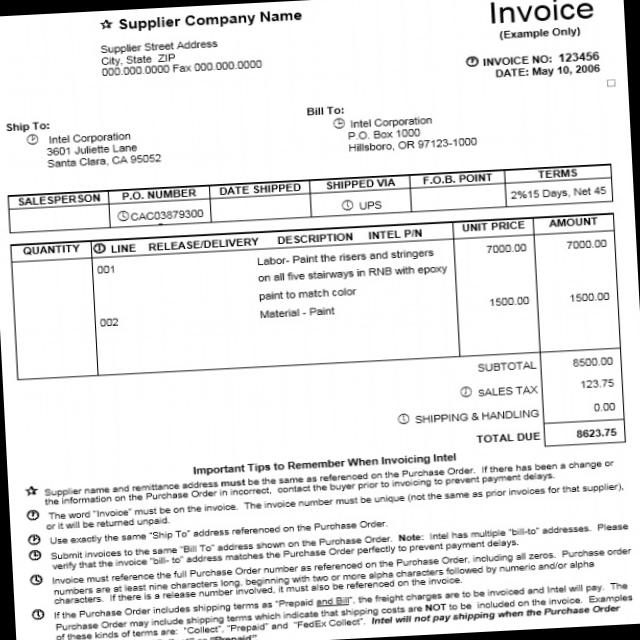 Supplier Company Name
Invoice
(Example Only)
Supplier Street Address
City, State ZIP
000.000.0000 Fax 000.000.0000
INVOICE NO: 123456
DATE: May 10, 2006
Ship To:
Intel Corporation
3601 Juliette Lane
Santa Clara, CA 95052
Bill To:
Intel Corporation
P.O. Box 1000
Hillsboro, OR 97123-1000
SALESPERSON P.O. NUMBER DATE SHIPPED SHIPPED VIA F.O.B. POINT TERMS
CAC03879300 UPS 2%15 Days, Net 45
QUANTITY LINE RELEASE/DELIVERY DESCRIPTION INTEL P/N UNIT PRICE AMOUNT
001 Labor- Paint the risers and stringers 7000.00 7000.00
on all five stairways in RNB with epoxy
paint to match color
002 Material - Paint 1500.00 1500.00
SUBTOTAL 8500.00
SALES TAX 123.75
SHIPPING & HANDLING 0.00
TOTAL DUE 8623.75
Important Tips to Remember When Invoicing Intel
Supplier name and remittance address must be the same as referenced on the Purchase Order. If there has been a change or
the information on the Purchase Order in incorrect, contact the buyer prior to invoicing to prevent payment delays.
The word "Invoice" must be on the invoice. The invoice number must be unique (not the same as prior invoices for that supplier),
or it will be returned unpaid.
Use exactly the same "Ship To" address referenced on the Purchase Order.
Submit invoices to the same "Bill To" address shown on the Purchase Order. Note: Intel has multiple "bill-to" addresses. Please
verify that the invoice "bill- to" address matches the Purchase Order perfectly to prevent payment delays.
Invoice must reference the full Purchase Order number as referenced on the Purchase Order, including all zeros. Purchase order
numbers are at least nine characters long, beginning with two or more alpha characters followed by numeric and/or alpha
characters. If there is a release number involved, it must also be referenced on the invoice.
If the Purchase Order includes shipping terms as "Prepaid and Bill", the freight charges are to be invoiced and Intel will pay. The
Purchase Order may include shipping terms which indicate that shipping costs are NOT to be included on the invoice. Examples
of these kinds of terms are: "Collect", "Prepaid" and "FedEx Collect". Intel will not pay shipping when the Purchase Order